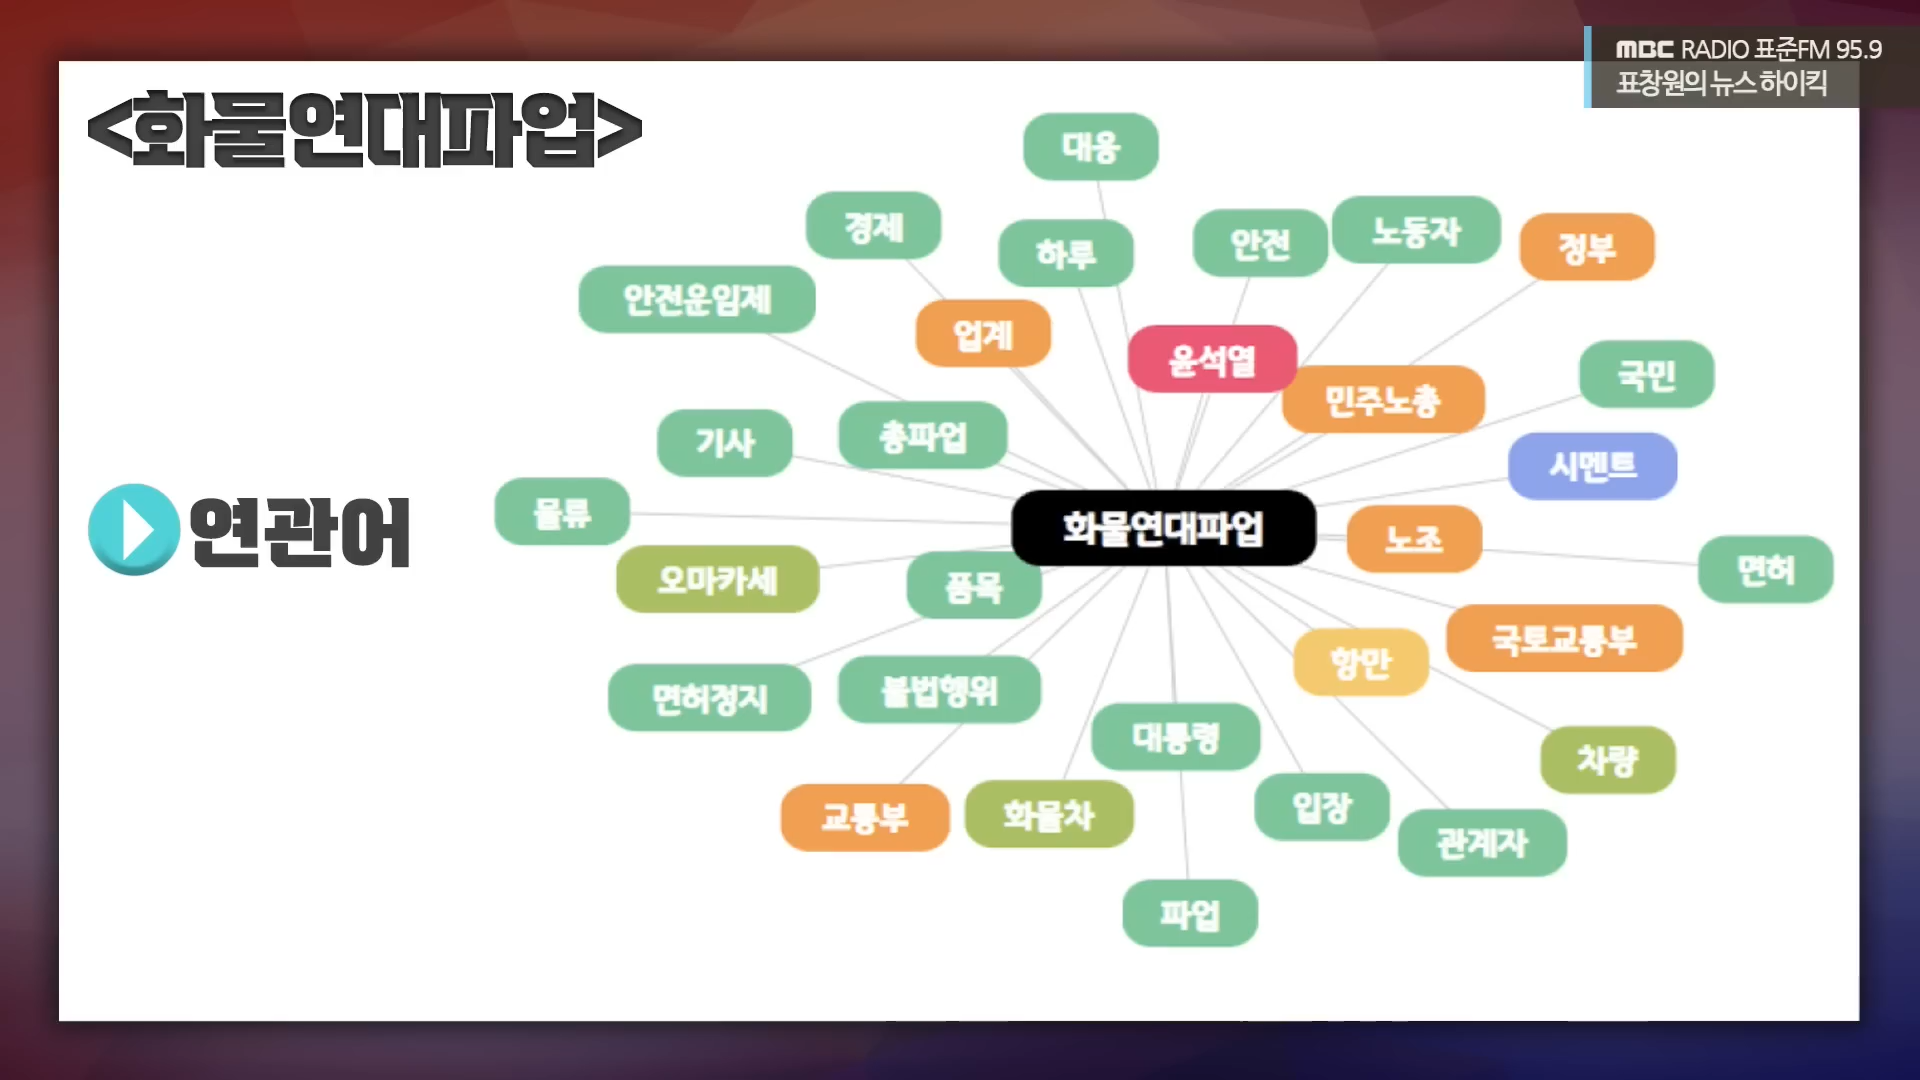 MBC RADIO 표준FM 95.9
표창원의 뉴스 하이킥
<화물연대파업>
연관어
대응
경제
하루
안전
노동자
정부
안전운임제
업계
윤석열
민주노총
국민
기사
총파업
시멘트
물류
화물연대파업
노조
면허
오마카세
품목
국토교통부
항만
면허정지
불법행위
대통령
차량
교통부
화물차
입장
관계자
파업